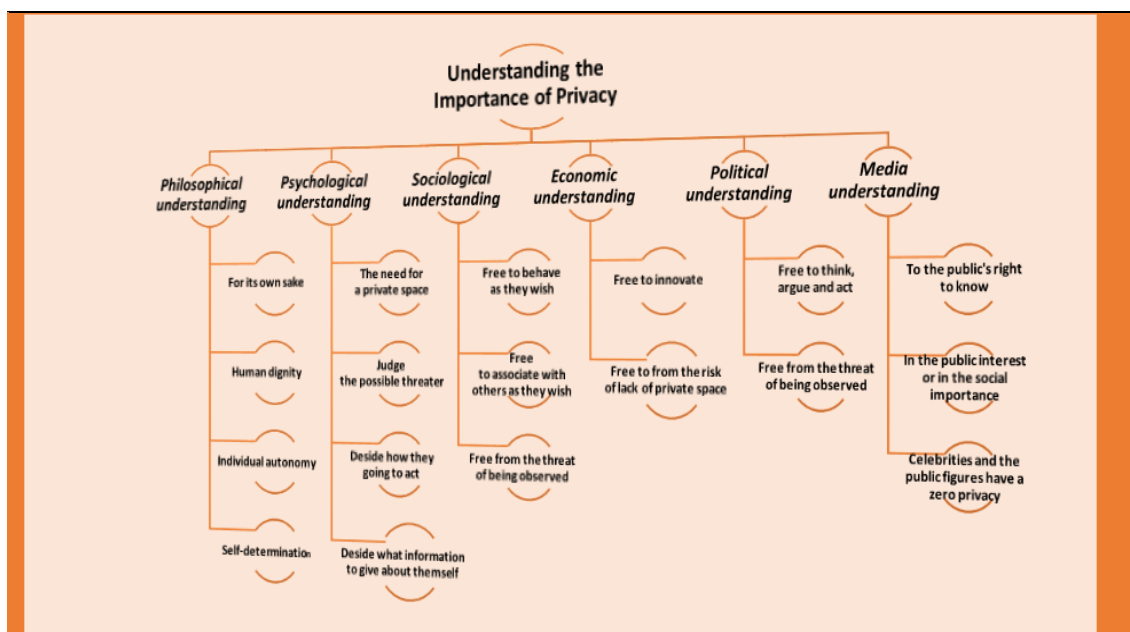 Understanding the
Importance of Privacy
Philosophical
understanding
Psychological
understanding
Sociological
understanding
Economic
understanding
Political
understanding
Media
understanding
For its own sake
Human dignity
Individual autonomy
Self-determination
The need for
a private space
Judge
the possible threater
Deside how they
going to act
Deside what information
to give about themself
Free to behave
as they wish
Free
to associate with
others as they wish
Free from the threat
of being observed
Free to innovate
Free to from the risk
of lack of private space
Free to think,
argue and act
Free from the threat
of being observed
To the public's right
to know
In the public interest
or in the social
importance
Celebrities and the
public figures have a
zero privacy